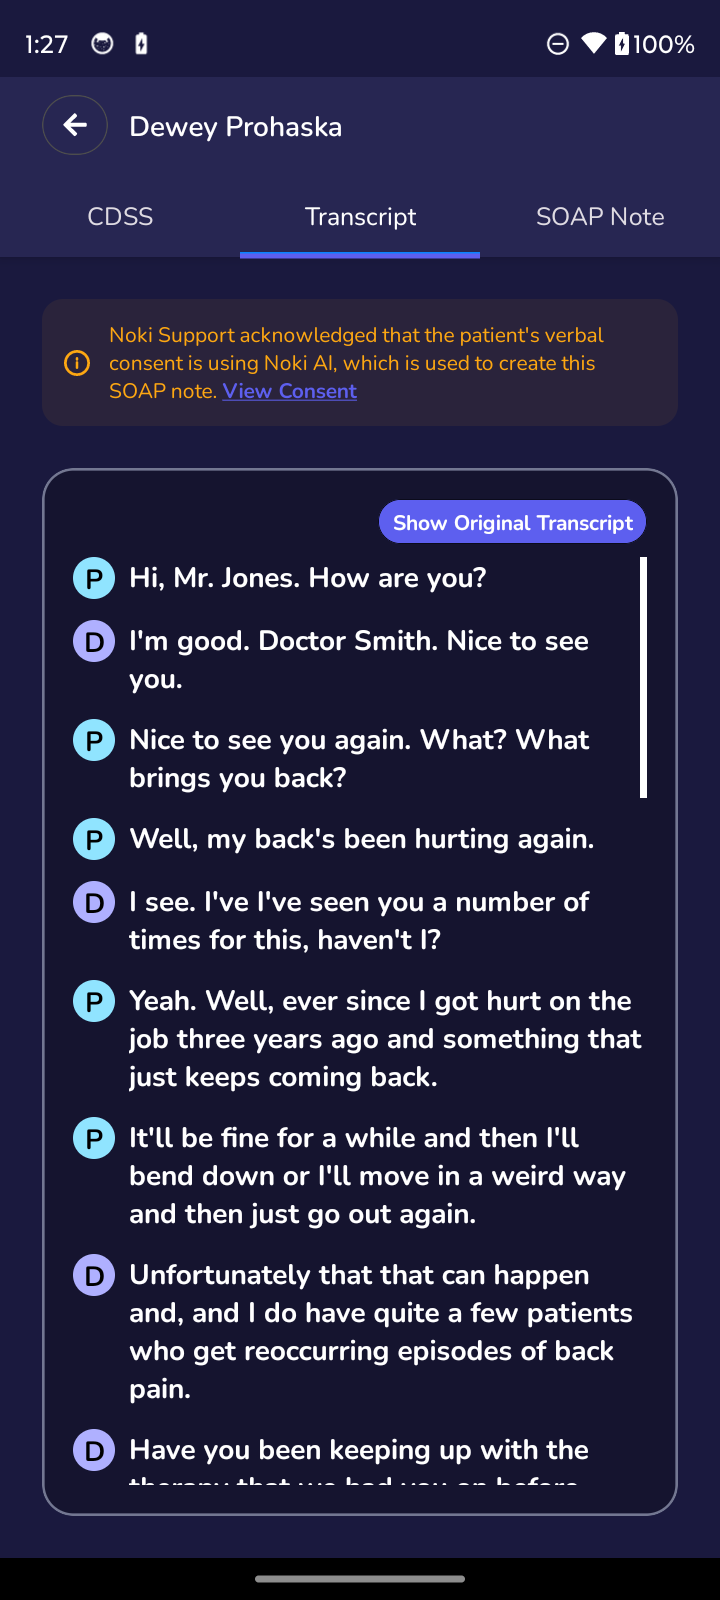 1:27
100%
Dewey Prohaska
CDSS
Transcript
SOAP Note
Noki Support acknowledged that the patient's verbal
consent is using Noki AI, which is used to create this
SOAP note. View Consent
Show Original Transcript
P Hi, Mr. Jones. How are you?
D I'm good. Doctor Smith. Nice to see
you.
P Nice to see you again. What? What
brings you back?
P Well, my back's been hurting again.
D I see. I've I've seen you a number of
times for this, haven't I?
P Yeah. Well, ever since I got hurt on the
job three years ago and something that
just keeps coming back.
P It'll be fine for a while and then I'll
bend down or I'll move in a weird way
and then just go out again.
D Unfortunately that that can happen
and, and I do have quite a few patients
who get reoccurring episodes of back
pain.
D Have you been keeping up with the
therapy that we had you on before